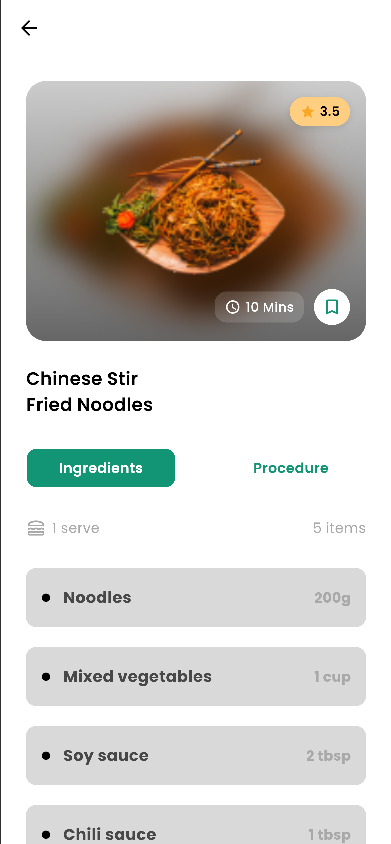 3.5
10 Mins
Chinese Stir
Fried Noodles
Ingredients Procedure
1 serve 5 items
Noodles 200g
Mixed vegetables 1 cup
Soy sauce 2 tbsp
Chili sauce 1 tbsp